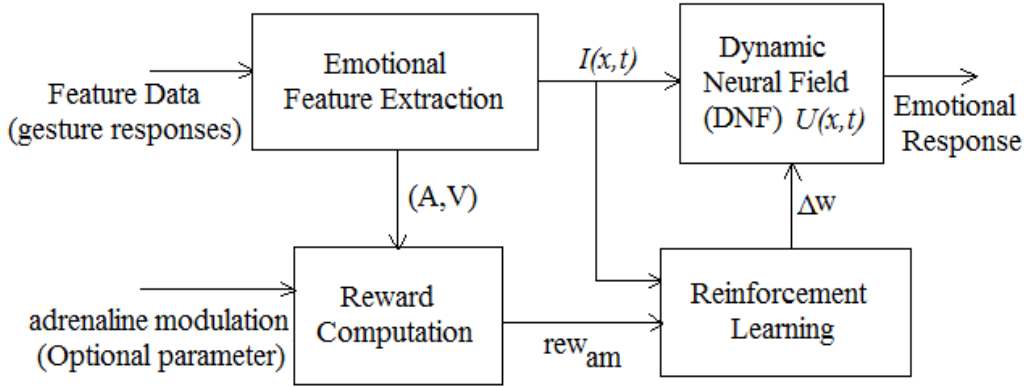 Feature Data
(gesture responses)
Emotional
Feature Extraction
I(x,t)
Dynamic
Neural Field
(DNF) U(x,t)
Emotional
Response
(A,V)
Δw
adrenaline modulation
(Optional parameter)
Reward
Computation
rew_am
Reinforcement
Learning